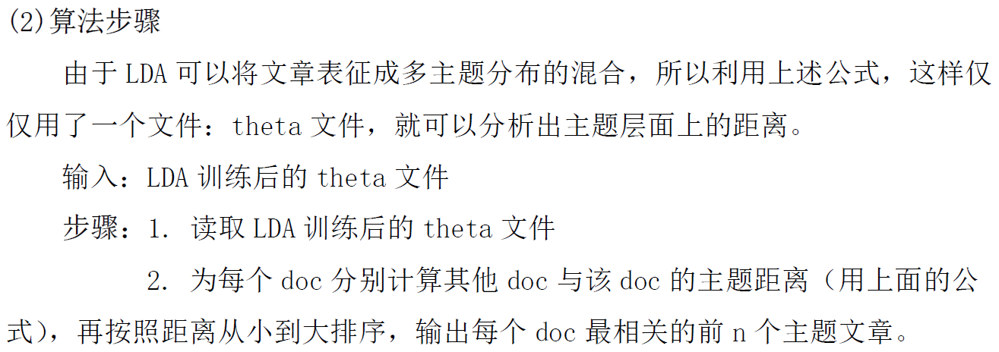 (2)算法步骤
由于 LDA 可以将文章表征成多主题分布的混合，所以利用上述公式，这样仅
仅用了一个文件：theta 文件，就可以分析出主题层面上的距离。
输入：LDA 训练后的 theta 文件
步骤：1. 读取 LDA 训练后的 theta 文件
2. 为每个 doc 分别计算其他 doc 与该 doc 的主题距离（用上面的公
式），再按照距离从小到大排序，输出每个 doc 最相关的前 n 个主题文章。